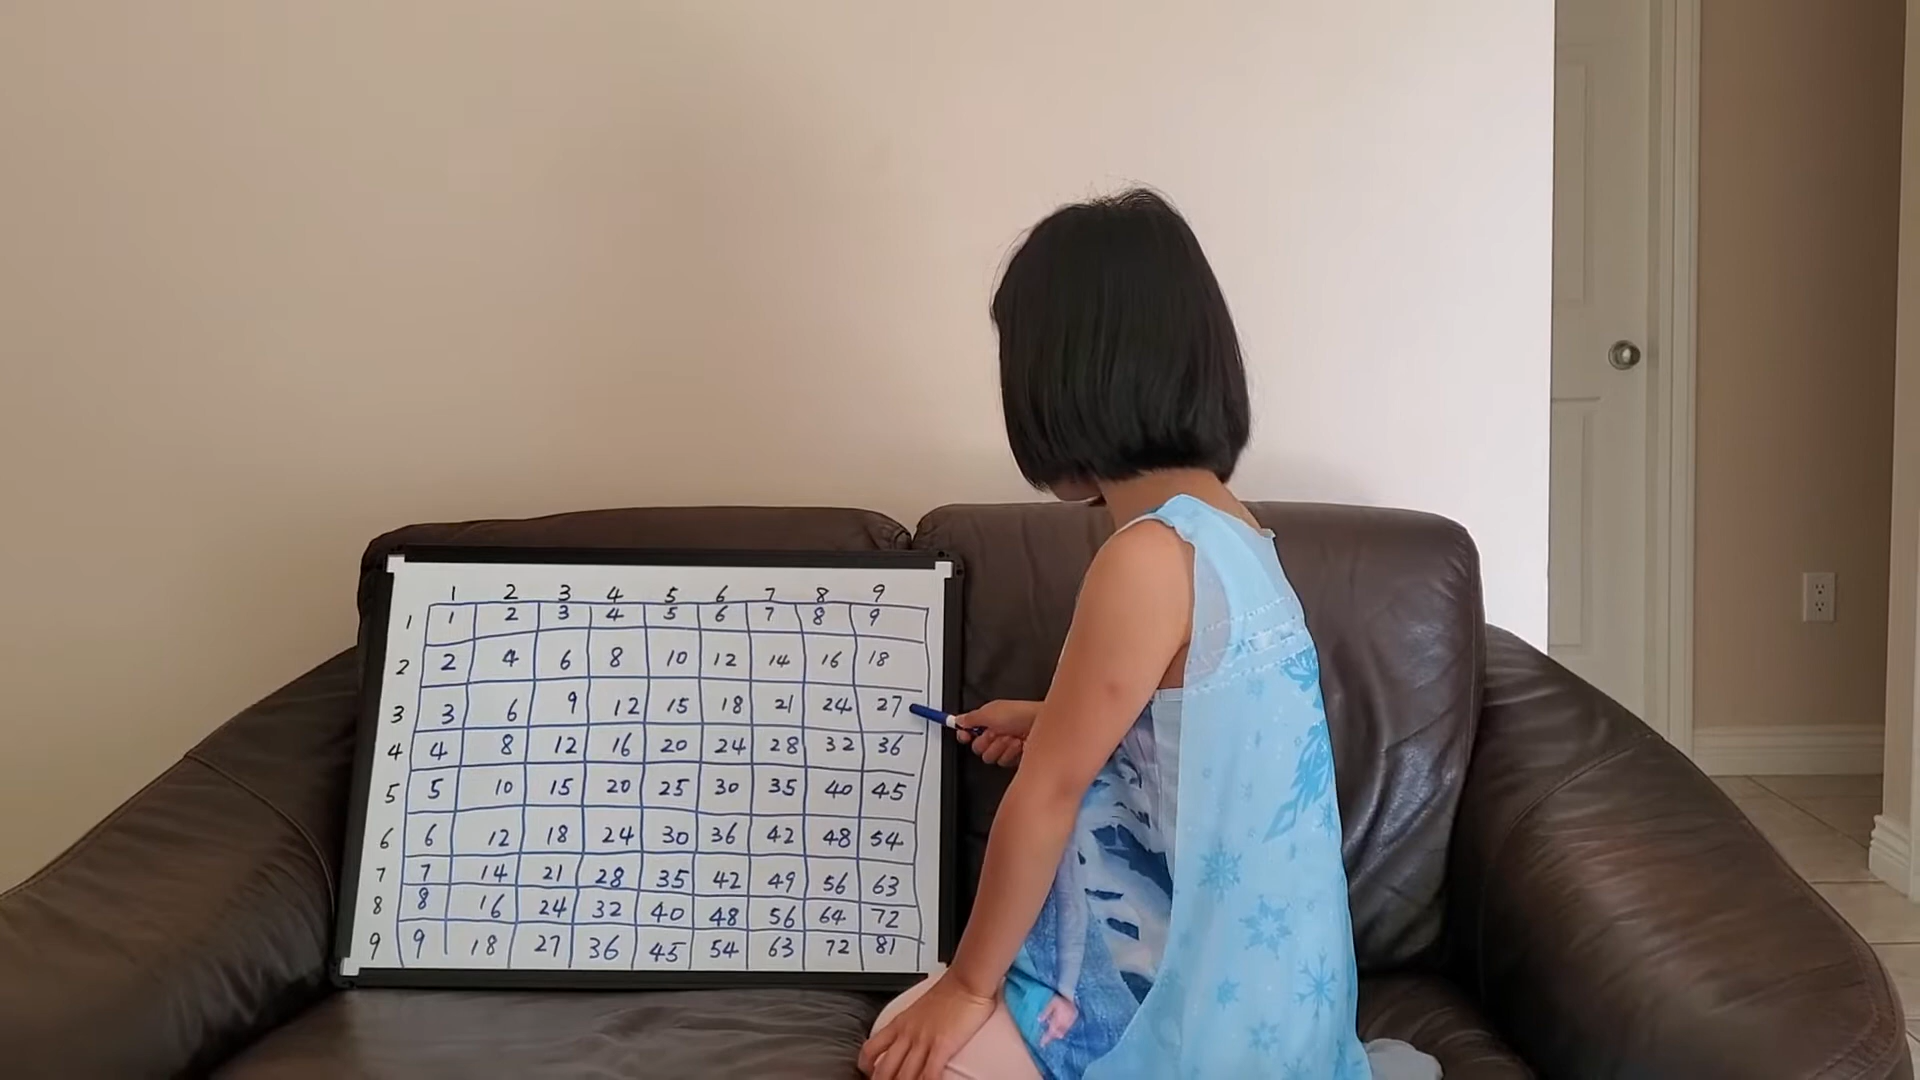 1 2 3 4 5 6 7 8 9
1 1 2 3 4 5 6 7 8 9
2 2 4 6 8 10 12 14 16 18
3 3 6 9 12 15 18 21 24 27
4 4 8 12 16 20 24 28 32 36
5 5 10 15 20 25 30 35 40 45
6 6 12 18 24 30 36 42 48 54
7 7 14 21 28 35 42 49 56 63
8 8 16 24 32 40 48 56 64 72
9 9 18 27 36 45 54 63 72 81